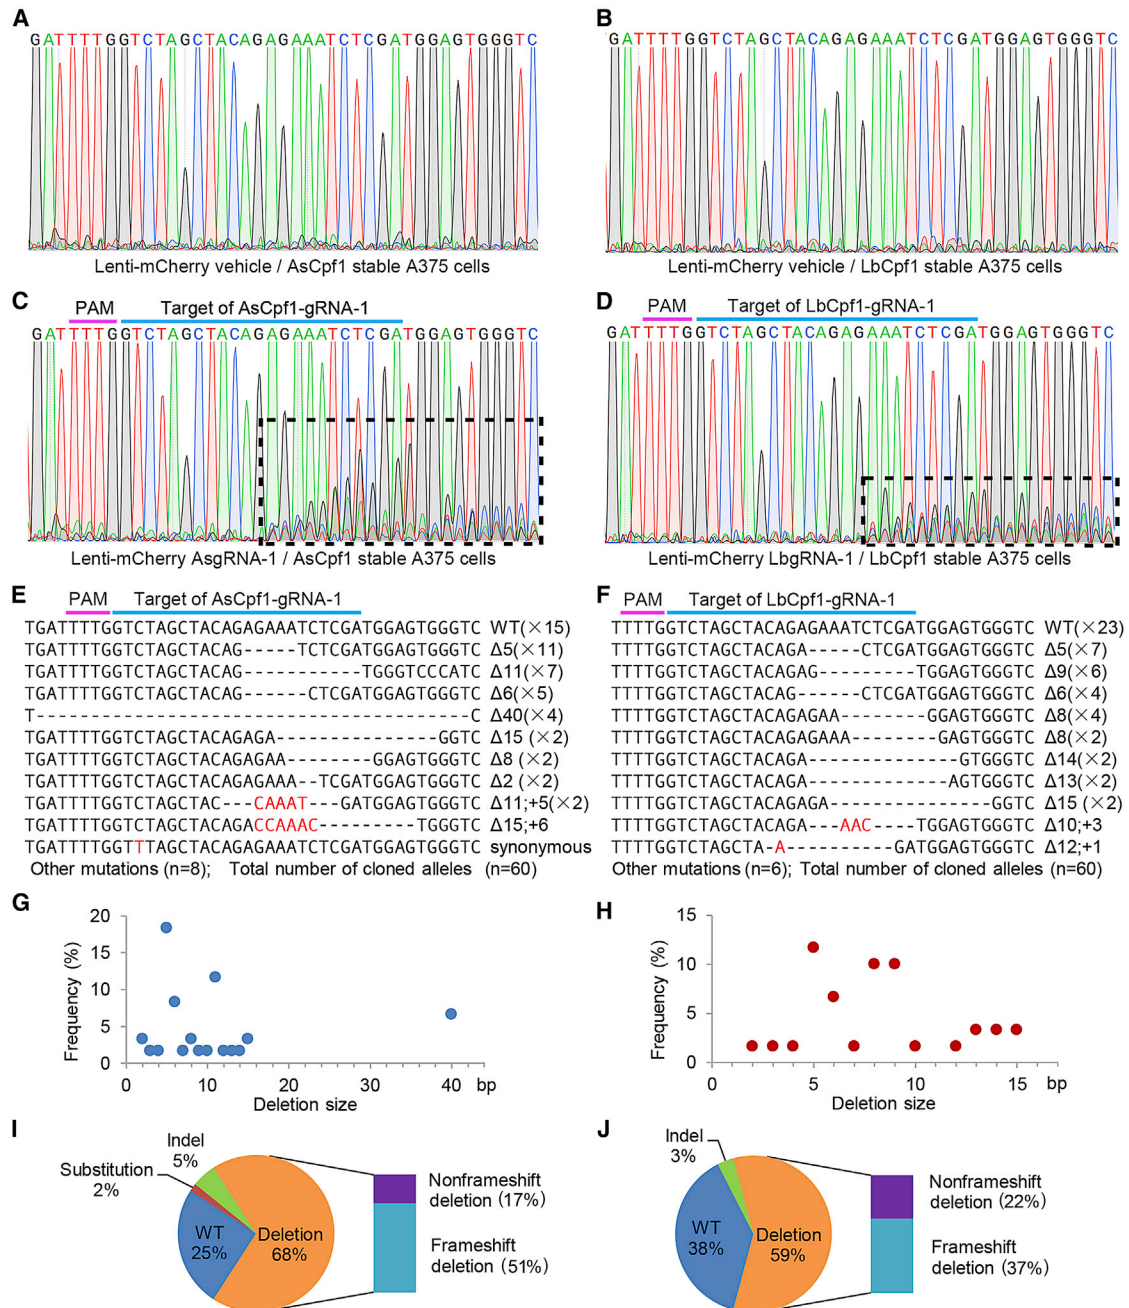 A
B
GATTTTGGTCTAGCTACAGAGAAATCTCGATGGAGTGGGTC
GATTTTGGTCTAGCTACAGAGAAATCTCGATGGAGTGGGTC
Lenti-mCherry vehicle / AsCpf1 stable A375 cells
Lenti-mCherry vehicle / LbCpf1 stable A375 cells
C
PAM
Target of AsCpf1-gRNA-1
GATTTTGGTCTAGCTACAGAGAAATCTCGATGGAGTGGGTC
Lenti-mCherry AsgRNA-1 / AsCpf1 stable A375 cells
D
PAM
Target of LbCpf1-gRNA-1
GATTTTGGTCTAGCTACAGAGAAATCTCGATGGAGTGGGTC
Lenti-mCherry LbgRNA-1 / LbCpf1 stable A375 cells
E
PAM
Target of AsCpf1-gRNA-1
TGATTTTGGTCTAGCTACAGAGAAATCTCGATGGAGTGGGTC WT(×15)
TGATTTTGGTCTAGCTACAG-----TCTCGATGGAGTGGGTC Δ5(×11)
TGATTTTGGTCTAGCTACAG-----------TGGGTCCCATC Δ11(×7)
TGATTTTGGTCTAGCTACAG------CTCGATGGAGTGGGTC Δ6(×5)
T----------------------------------------C Δ40(×4)
TGATTTTGGTCTAGCTACAGAGA---------------GGTC Δ15 (×2)
TGATTTTGGTCTAGCTACAGAGAA--------GGAGTGGGTC Δ8 (×2)
TGATTTTGGTCTAGCTACAGAGAAA--TCGATGGAGTGGGTC Δ2 (×2)
TGATTTTGGTCTAGCTAC---CAAAT---GATGGAGTGGGTC Δ11;+5(×2)
TGATTTTGGTCTAGCTACAGACCAAAC---------TGGGTC Δ15;+6
TGATTTTGGTTTAGCTACAGAGAAATCTCGATGGAGTGGGTC synonymous
Other mutations (n=8); Total number of cloned alleles (n=60)
F
PAM
Target of LbCpf1-gRNA-1
TTTTGGTCTAGCTACAGAGAAATCTCGATGGAGTGGGTC WT(×23)
TTTTGGTCTAGCTACAGA-----CTCGATGGAGTGGGTC Δ5(×7)
TTTTGGTCTAGCTACAGAG---------TGGAGTGGGTC Δ9(×6)
TTTTGGTCTAGCTACAG------CTCGATGGAGTGGGTC Δ6(×4)
TTTTGGTCTAGCTACAGAGAA--------GGAGTGGGTC Δ8(×4)
TTTTGGTCTAGCTACAGAGAAA--------GAGTGGGTC Δ8(×2)
TTTTGGTCTAGCTACAGA--------------GTGGGTC Δ14(×2)
TTTTGGTCTAGCTACAGA-------------AGTGGGTC Δ13(×2)
TTTTGGTCTAGCTACAGAGA---------------GGTC Δ15 (×2)
TTTTGGTCTAGCTACAGA---AAC----TGGAGTGGGTC Δ10;+3
TTTTGGTCTAGCTA-A-----------GATGGAGTGGGTC Δ12;+1
Other mutations (n=6); Total number of cloned alleles (n=60)
G
20
15
10
5
0
Frequency (%)
0 10 20 30 40 bp
Deletion size
H
15
10
5
0
Frequency (%)
0 5 10 15 bp
Deletion size
I
Indel
5%
Substitution
2%
WT
25%
Deletion
68%
Nonframeshift
deletion (17%)
Frameshift
deletion (51%)
J
Indel
3%
WT
38%
Deletion
59%
Nonframeshift
deletion (22%)
Frameshift
deletion (37%)